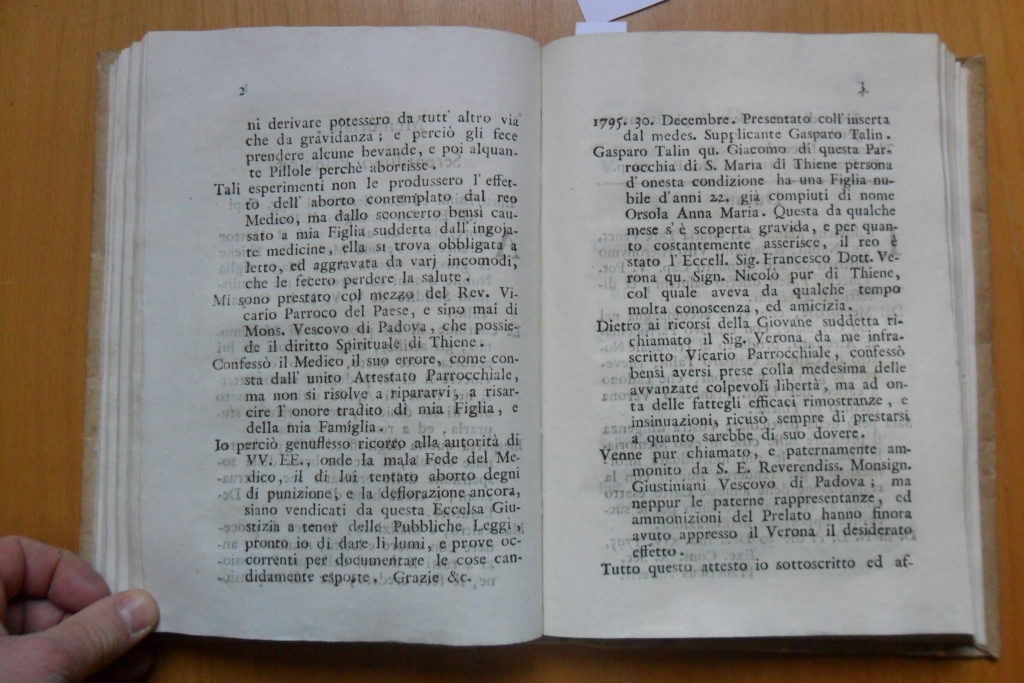 2
ni derivare potessero da tutt' altro via
che da gravidanza; e perciò gli fece
prendere alcune bevande, e poi alquan-
te Pillole perchè abortisse.
Tali esperimenti non le produssero l'effet-
to dell' aborto contemplato dal reo
Medico, ma dallo sconcerto bensì cau-
sato a mia Figlia suddetta dall' ingoja-
te medicine, ella si trova obbligata a
letto, ed aggravata da varj incomodi,
che le fecero perdere la salute.
Mi sono prestato col mezzo del Rev. Vi-
cario Parroco del Paese, e sino mai di
Mons. Vescovo di Padova, che possie-
de il diritto Spirituale di Thiene.
Confessò il Medico il suo errore, come con-
sta dall' unito Attestato Parrocchiale,
ma non si risolve a ripararvi, a risar-
cire l'onore tradito di mia Figlia, e
della mia Famiglia.
Io perciò genuflesso ricorro alla autorità di
VV. EE., onde la mala Fede del Me-
dico, il di lui tentato aborto degni
di punizione, e la deflorazione ancora,
siano vendicati da questa Eccelsa Giu-
stizia a tenor delle Pubbliche Leggi,
pronto io di dare li lumi, e prove oc-
correnti per documentare le cose can-
didamente esposte. Grazie &c.
3
1795. 30. Decembre. Presentato coll' inserta
dal medes. Supplicante Gasparo Talin.
Gasparo Talin qu. Giacomo di questa Par-
rocchia di S. Maria di Thiene persona
d'onesta condizione ha una Figlia nu-
bile d'anni 22. già compiuti di nome
Orsola Anna Maria. Questa da qualche
mese s'è scoperta gravida, e per quan-
to costantemente asserisce, il reo è
stato l'Eccell. Sig. Francesco Dott. Ve-
rona qu. Sign. Nicolò pur di Thiene,
col quale aveva da qualche tempo
molta conoscenza, ed amicizia.
Dietro ai ricorsi della Giovane suddetta ri-
chiamato il Sig. Verona da me infra-
scritto Vicario Parrocchiale, confessò
bensì aversi prese colla medesima delle
avvanzate colpevoli libertà, ma ad on-
ta delle fattegli efficaci rimostranze, e
insinuazioni, ricusò sempre di prestarsi
a quanto sarebbe di suo dovere.
Venne pur chiamato, e paternamente am-
monito da S. E. Reverendiss. Monsign.
Giustiniani Vescovo di Padova; ma
neppur le paterne rappresentanze, ed
ammonizioni del Prelato hanno finora
avuto appresso il Verona il desiderato
effetto.
Tutto questo attesto io sottoscritto ed af-